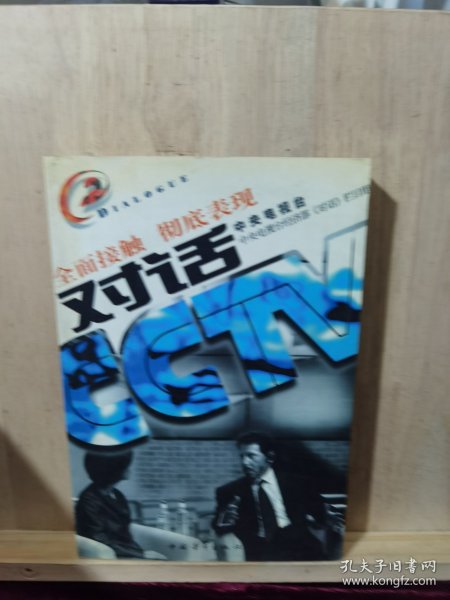 2
DIALOGUE
全面接触 彻底表现
对话
中央电视台
CCTV
孔夫子旧书网
www.kongfz.com